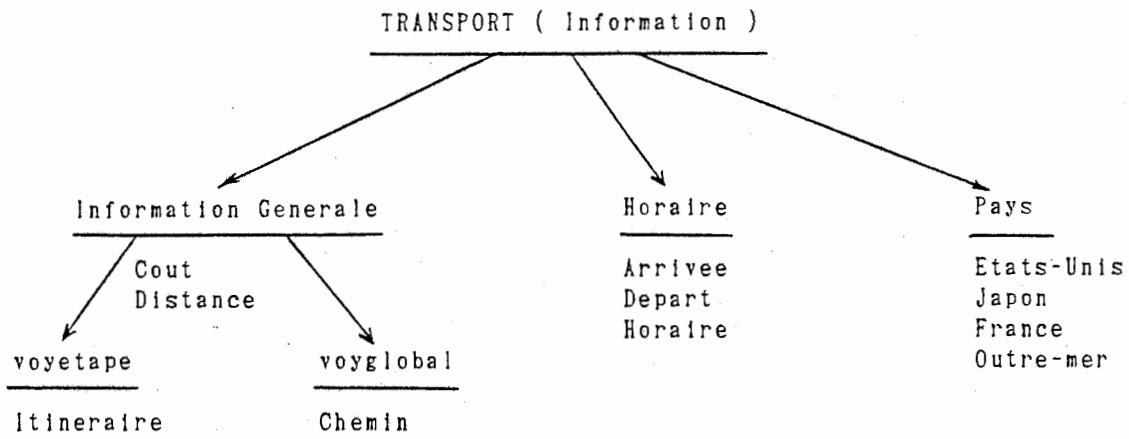 TRANSPORT ( Information )
Information Generale
Horaire
Pays
Cout
Distance
Arrivee
Depart
Horaire
Etats-Unis
Japon
France
Outre-mer
voyetape
voyglobal
Itineraire
Chemin